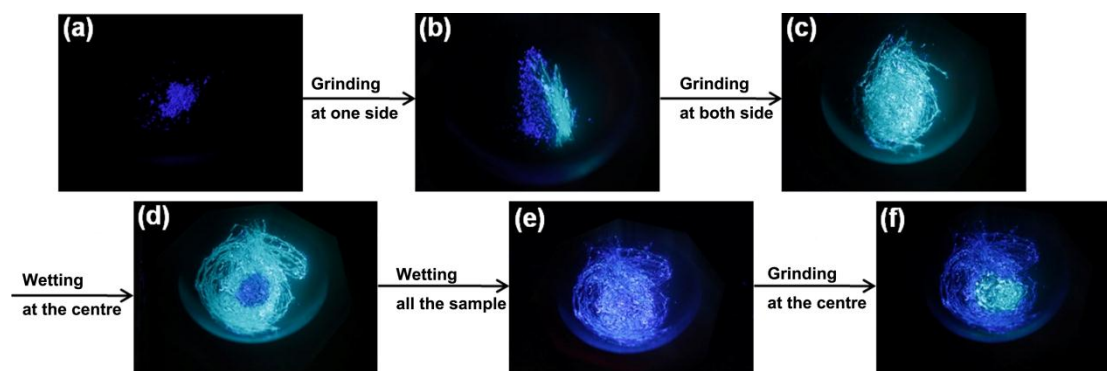 (a)
Grinding
at one side
(b)
Grinding
at both side
(c)
Wetting
at the centre
(d)
Wetting
all the sample
(e)
Grinding
at the centre
(f)